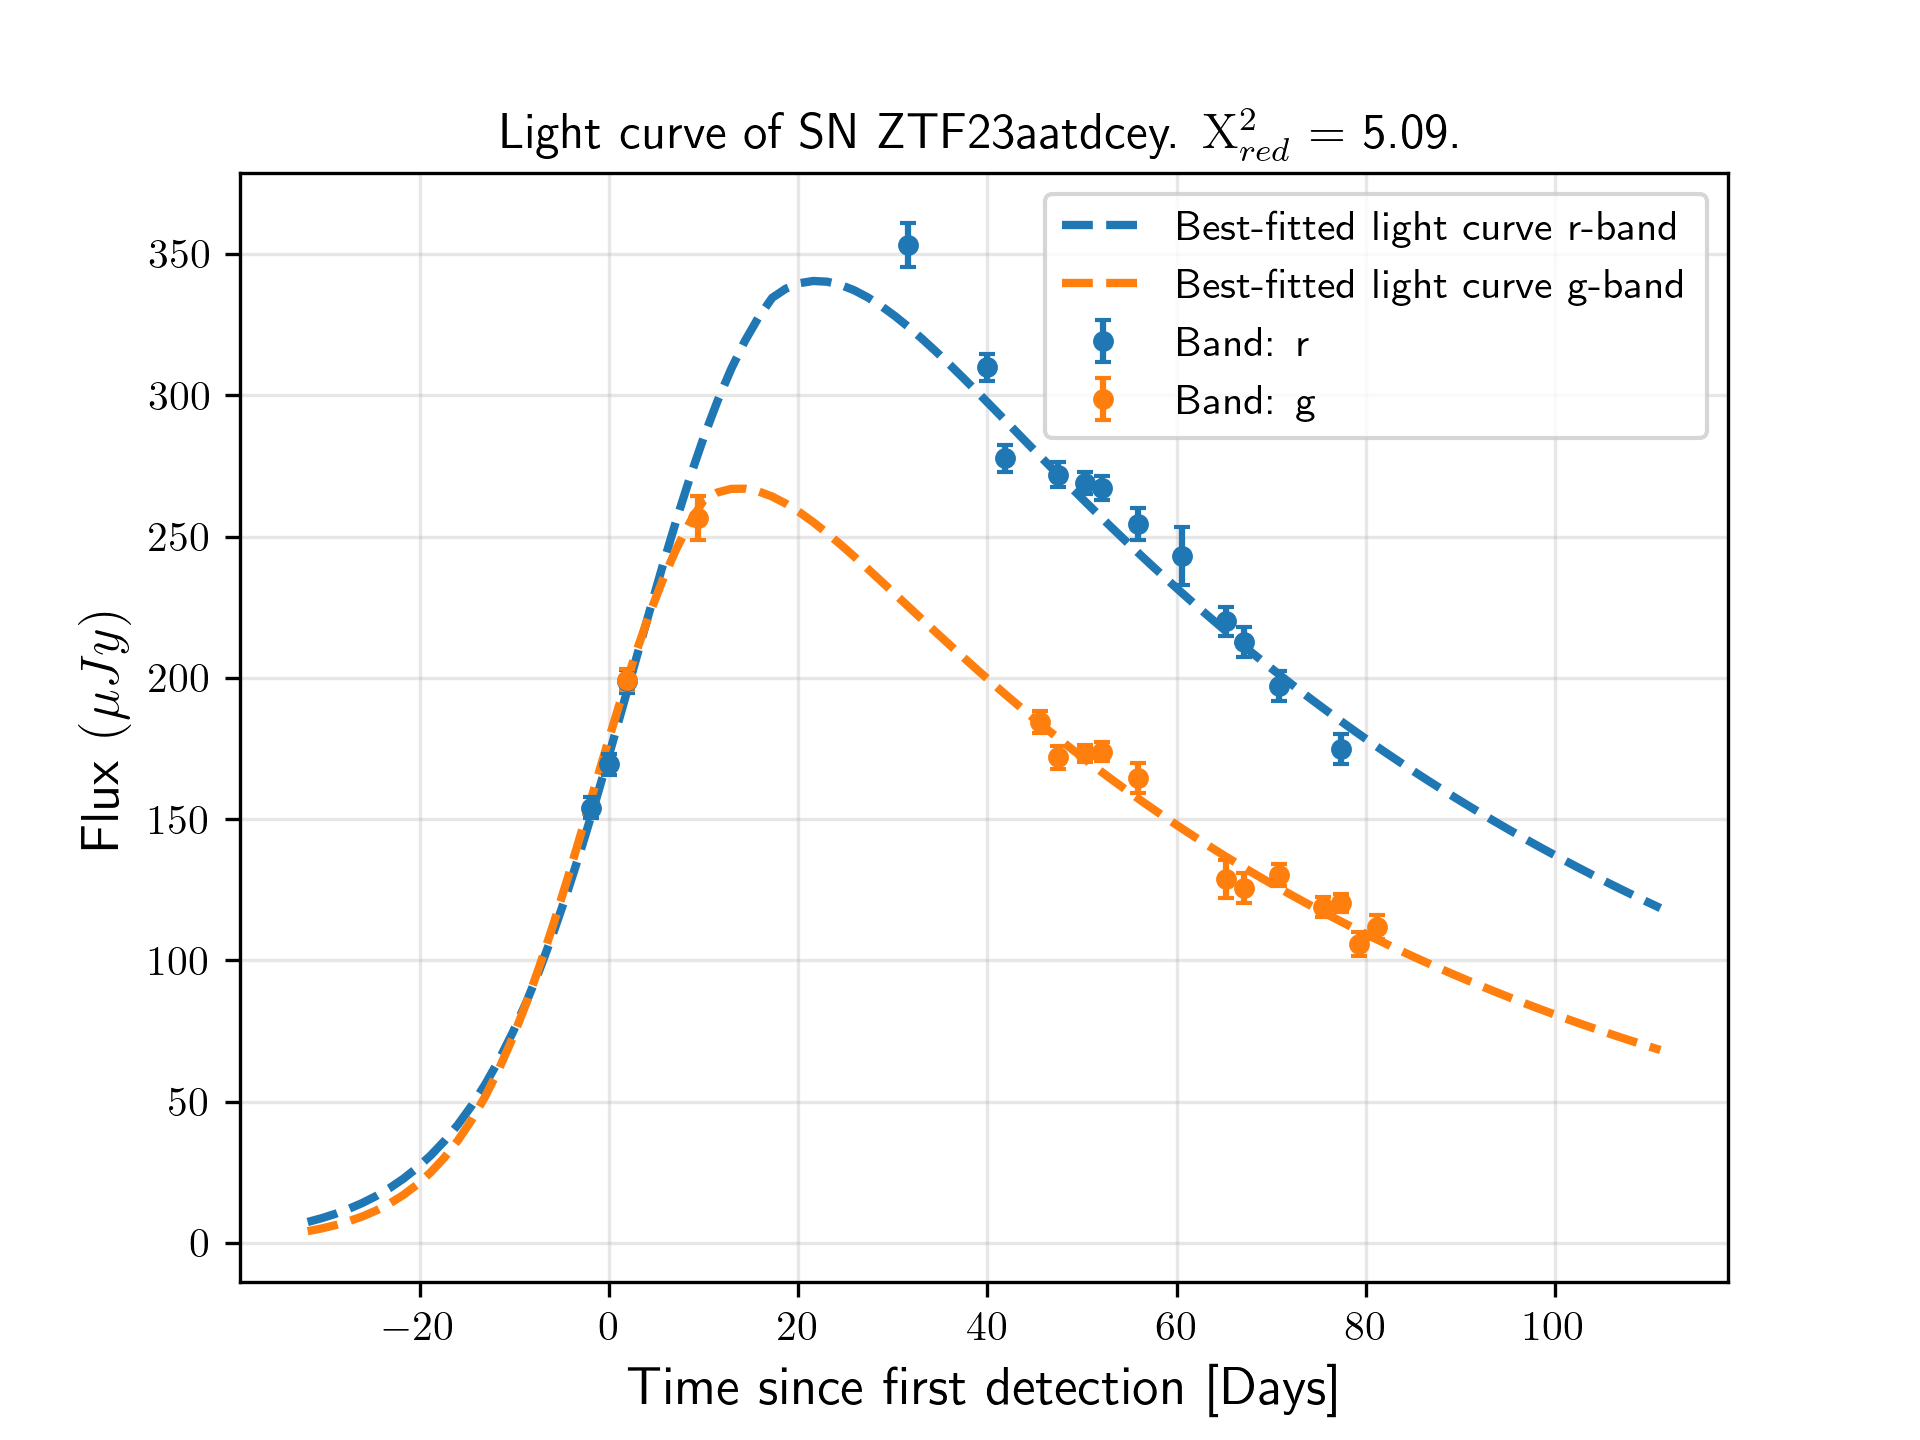 Light curve of SN ZTF23aatdcey. X²red = 5.09.
Best-fitted light curve r-band
Best-fitted light curve g-band
Band: r
Band: g
350
300
250
200
150
100
50
0
Flux (μJy)
−20 0 20 40 60 80 100
Time since first detection [Days]